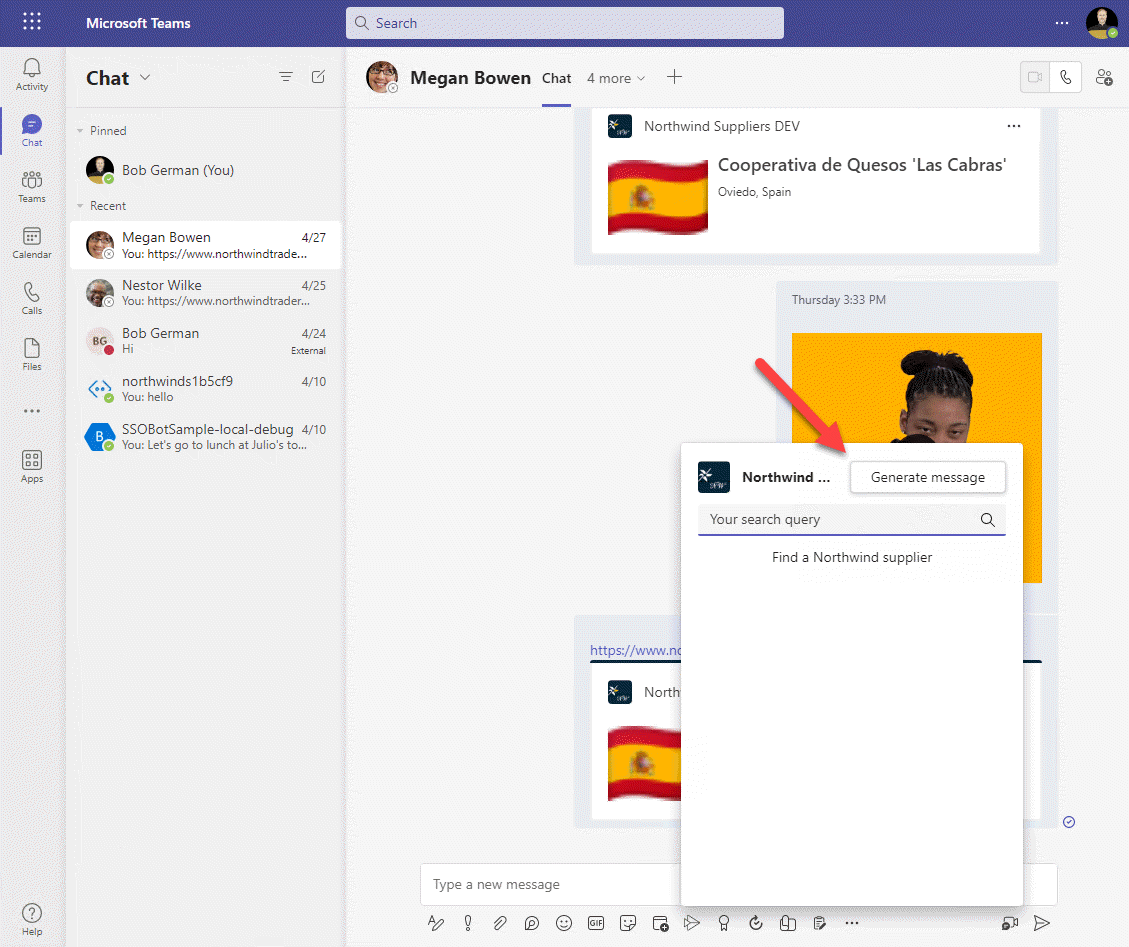 Microsoft Teams
Search
Activity
Chat
Teams
Calendar
Calls
Files
Apps
Help
Chat
Pinned
Bob German (You)
Recent
Megan Bowen 4/27
You: https://www.northwindtrade...
Nestor Wilke 4/25
You: https://www.northwindtrader...
BG
Bob German 4/24
Hi External
northwinds1b5cf9 4/10
You: hello
B
SSOBotSample-local-debug 4/10
You: Let's go to lunch at Julio's to...
Megan Bowen Chat 4 more
Northwind Suppliers DEV
Cooperativa de Quesos 'Las Cabras'
Oviedo, Spain
Thursday 3:33 PM
Northwind ... Generate message
Your search query
Find a Northwind supplier
https://www.no
North
Type a new message
GIF